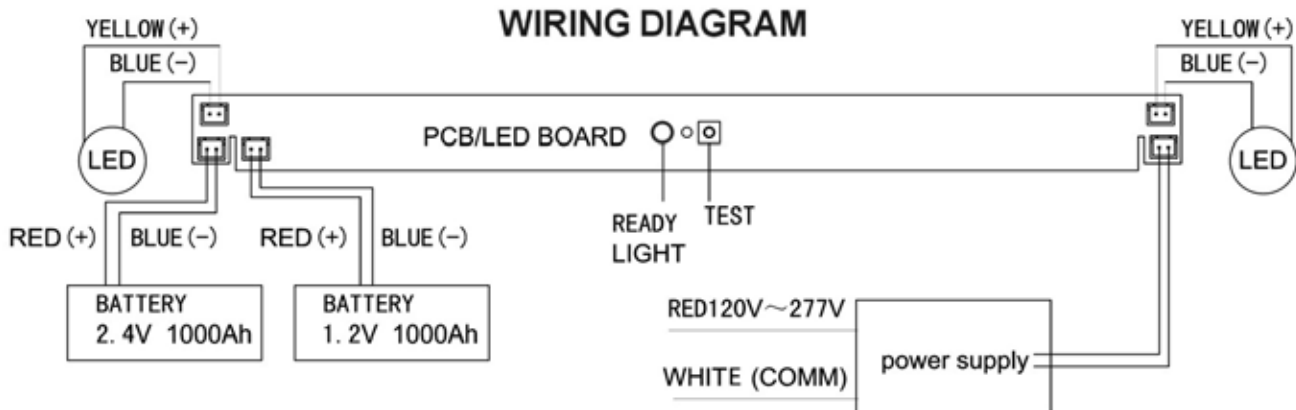 WIRING DIAGRAM
YELLOW (+)
BLUE (-)
LED
YELLOW (+)
BLUE (-)
LED
PCB/LED BOARD
READY
LIGHT
TEST
RED (+)
BLUE (-)
RED (+)
BLUE (-)
BATTERY
2.4V 1000Ah
BATTERY
1.2V 1000Ah
RED120V~277V
WHITE (COMM)
power supply